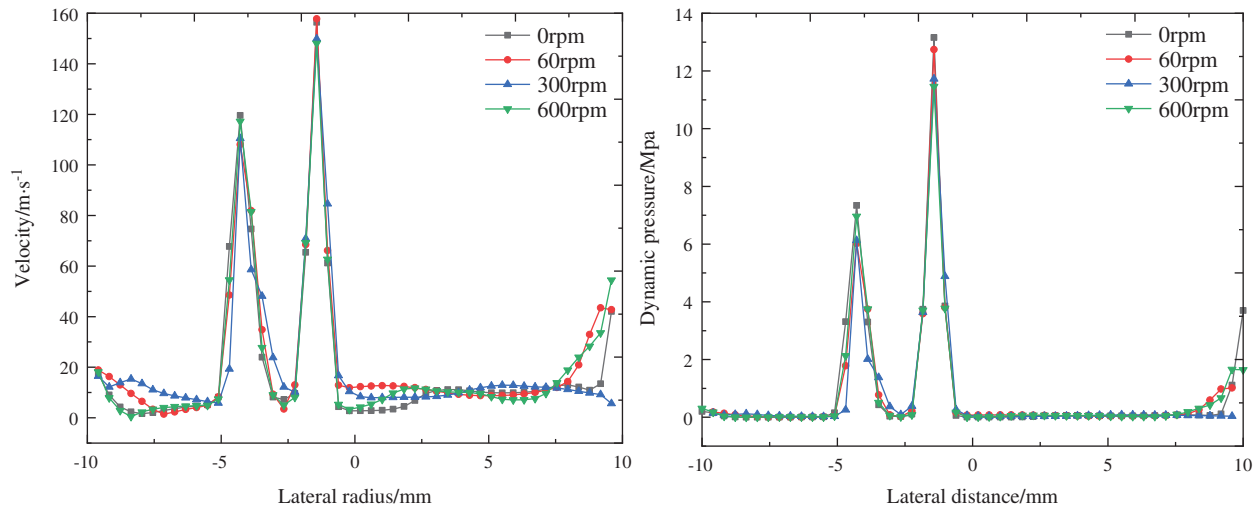 160
140
120
100
80
60
40
20
0
Velocity/m·s⁻¹
-10
-5
0
5
10
Lateral radius/mm
0rpm
60rpm
300rpm
600rpm
14
12
10
8
6
4
2
0
Dynamic pressure/Mpa
-10
-5
0
5
10
Lateral distance/mm
0rpm
60rpm
300rpm
600rpm